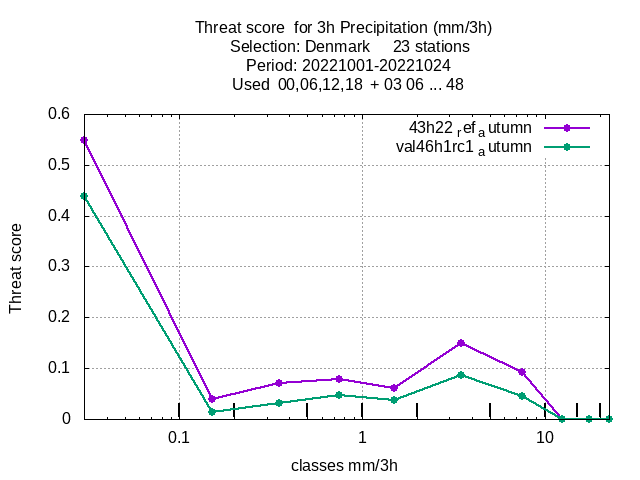 Threat score  for 3h Precipitation (mm/3h)
Selection: Denmark     23 stations
Period: 20221001-20221024
Used  00,06,12,18  + 03 06 ... 48
43h22 ref autumn
val46h1rc1 autumn
Threat score
0.6
0.5
0.4
0.3
0.2
0.1
0
0.1 1 10
classes mm/3h